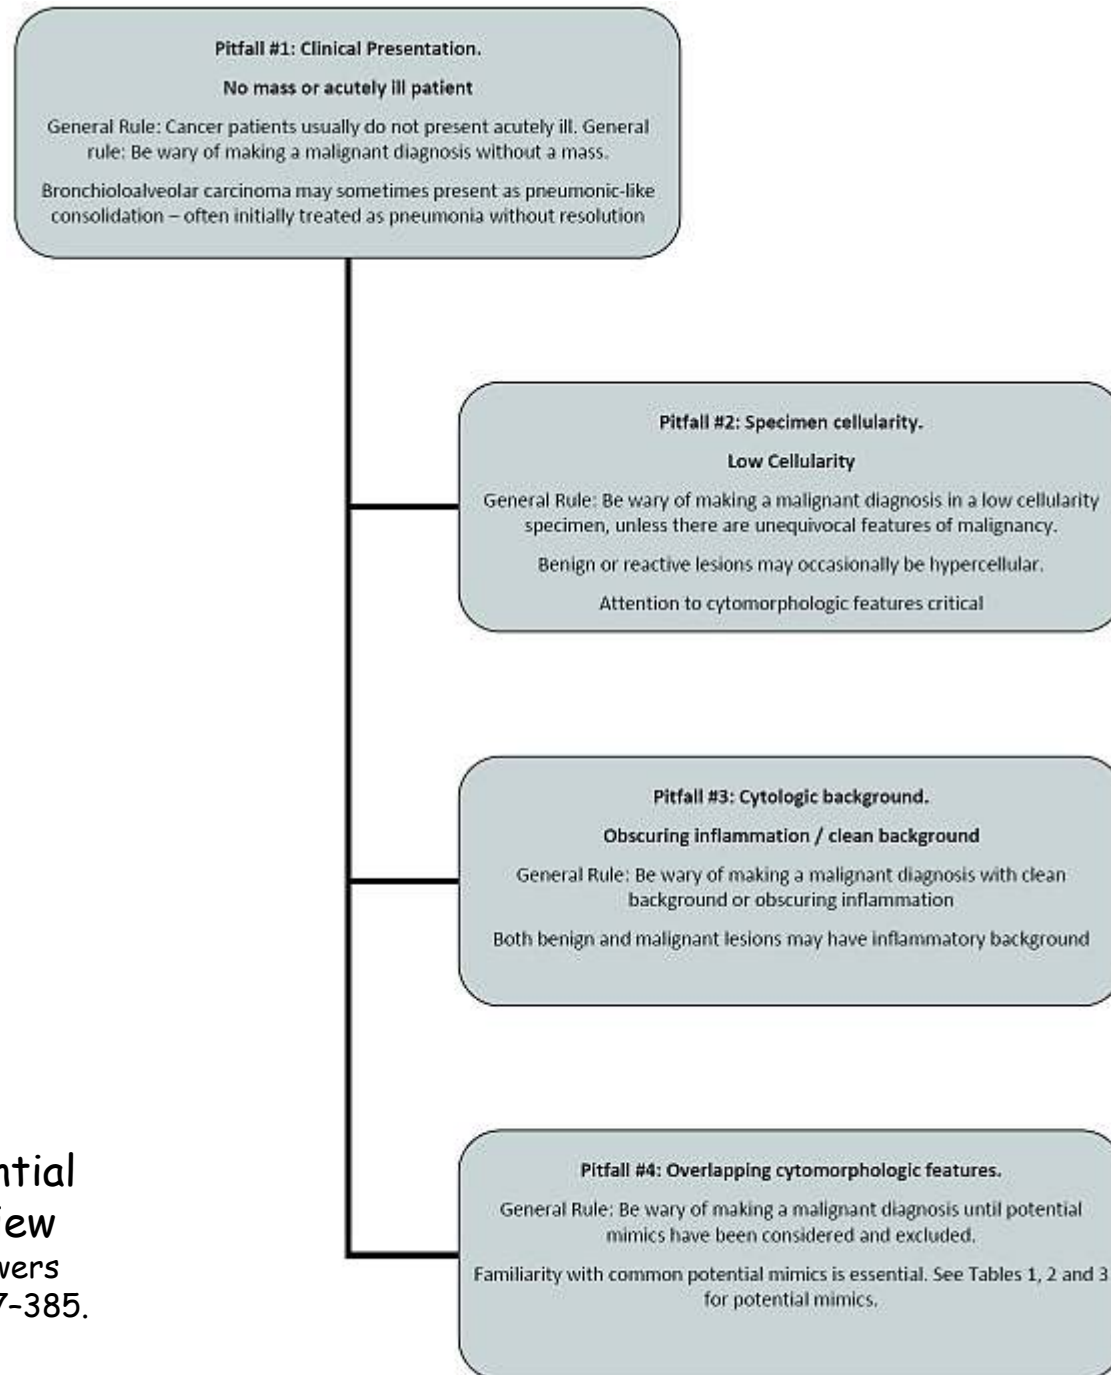 Pitfall #1: Clinical Presentation.
No mass or acutely ill patient
General Rule: Cancer patients usually do not present acutely ill. General
rule: Be wary of making a malignant diagnosis without a mass.
Bronchioloalveolar carcinoma may sometimes present as pneumonic-like
consolidation – often initially treated as pneumonia without resolution
Pitfall #2: Specimen cellularity.
Low Cellularity
General Rule: Be wary of making a malignant diagnosis in a low cellularity
specimen, unless there are unequivocal features of malignancy.
Benign or reactive lesions may occasionally be hypercellular.
Attention to cytomorphologic features critical
Pitfall #3: Cytologic background.
Obscuring inflammation / clean background
General Rule: Be wary of making a malignant diagnosis with clean
background or obscuring inflammation
Both benign and malignant lesions may have inflammatory background
Pitfall #4: Overlapping cytomorphologic features.
General Rule: Be wary of making a malignant diagnosis until potential
mimics have been considered and excluded.
Familiarity with common potential mimics is essential. See Tables 1, 2 and 3
for potential mimics.
ntial
iew
wers
7–385.